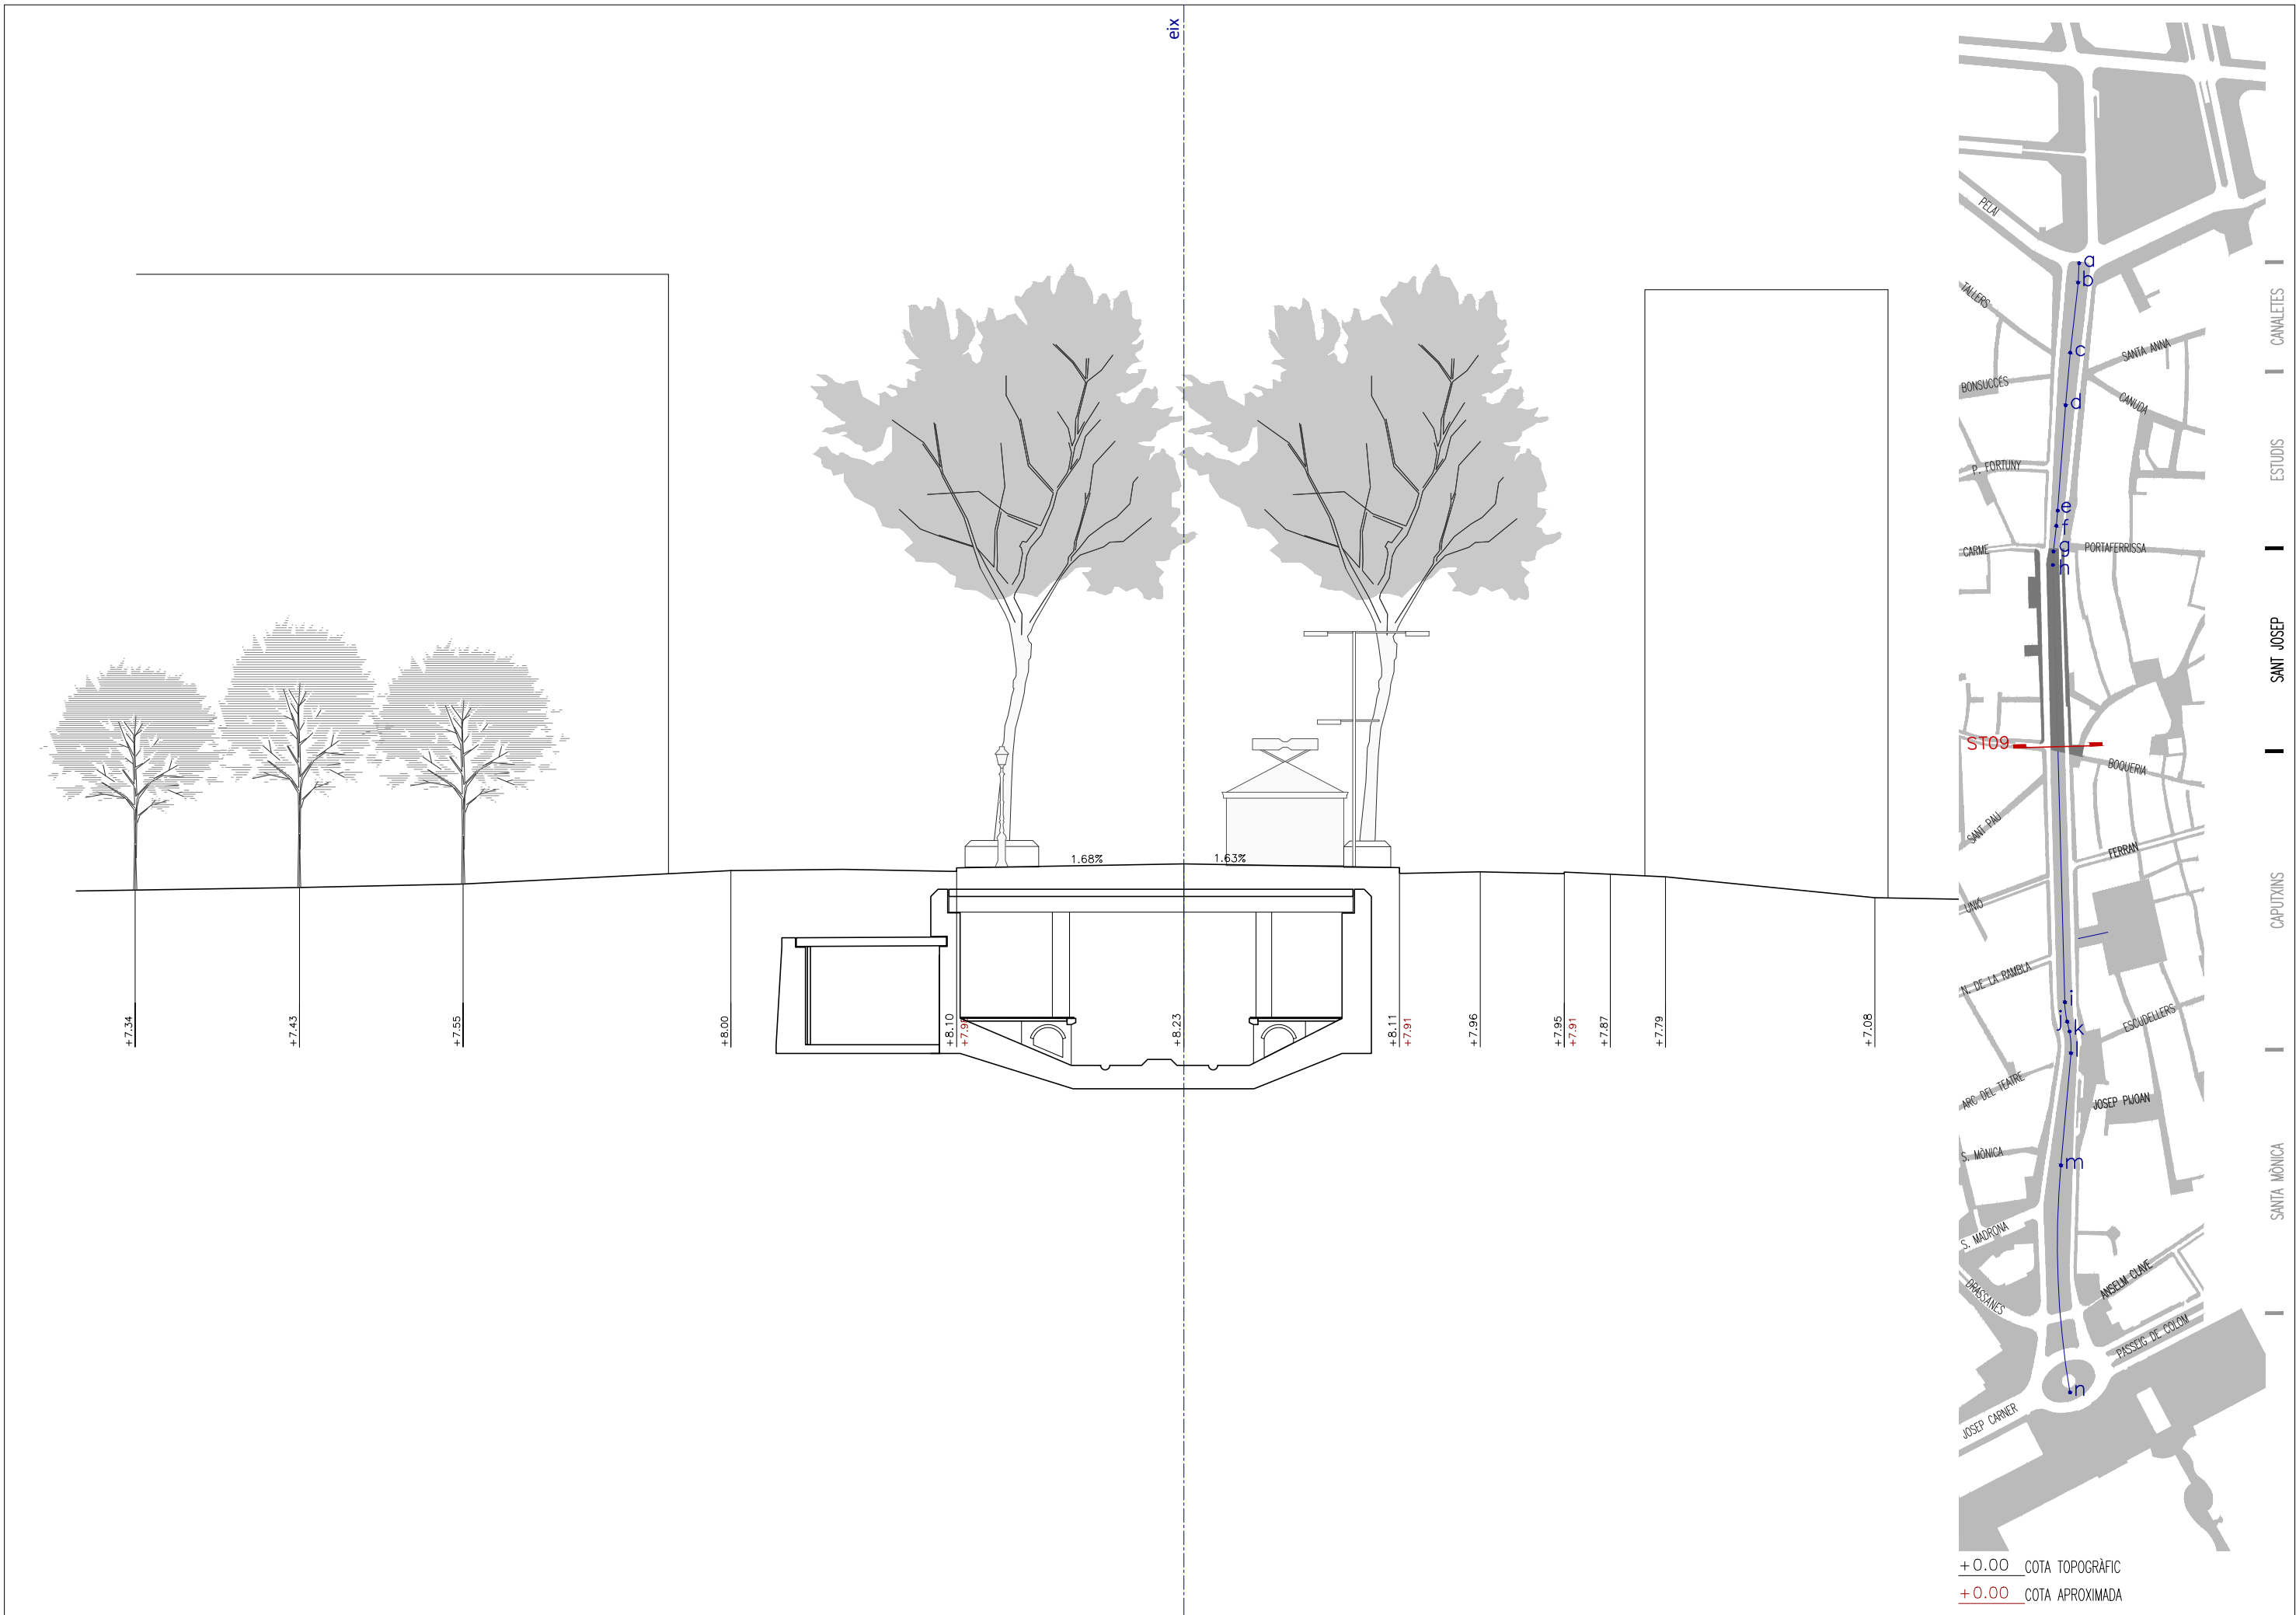 eix
1.68%
1.63%
+7.34
+7.43
+7.55
+8.00
+8.10
+8.23
+8.11
+7.91
+7.96
+7.95
+7.91
+7.87
+7.79
+7.08
PELAI
a
b
TALLERS
CANALETES
c
SANTA ANNA
BONSUCCÉS
d
CANUDA
P. FORTUNY
ESTUDIS
e
f
CARME
g
PORTAFERRISSA
h
SANT JOSEP
ST09
BOQUERIA
SANT PAU
FERRAN
UNIÓ
CAPUTXINS
N. DE LA RAMBLA
i
j
k
ESCUDELLERS
l
ARC DEL TEATRE
JOSEP PIJOAN
S. MÒNICA
m
SANTA MÒNICA
S. MADRONA
DRASSANES
ANSELM CLAVE
PASSEIG DE COLOM
n
JOSEP CARNER
+0.00 COTA TOPOGRÀFIC
+0.00 COTA APROXIMADA